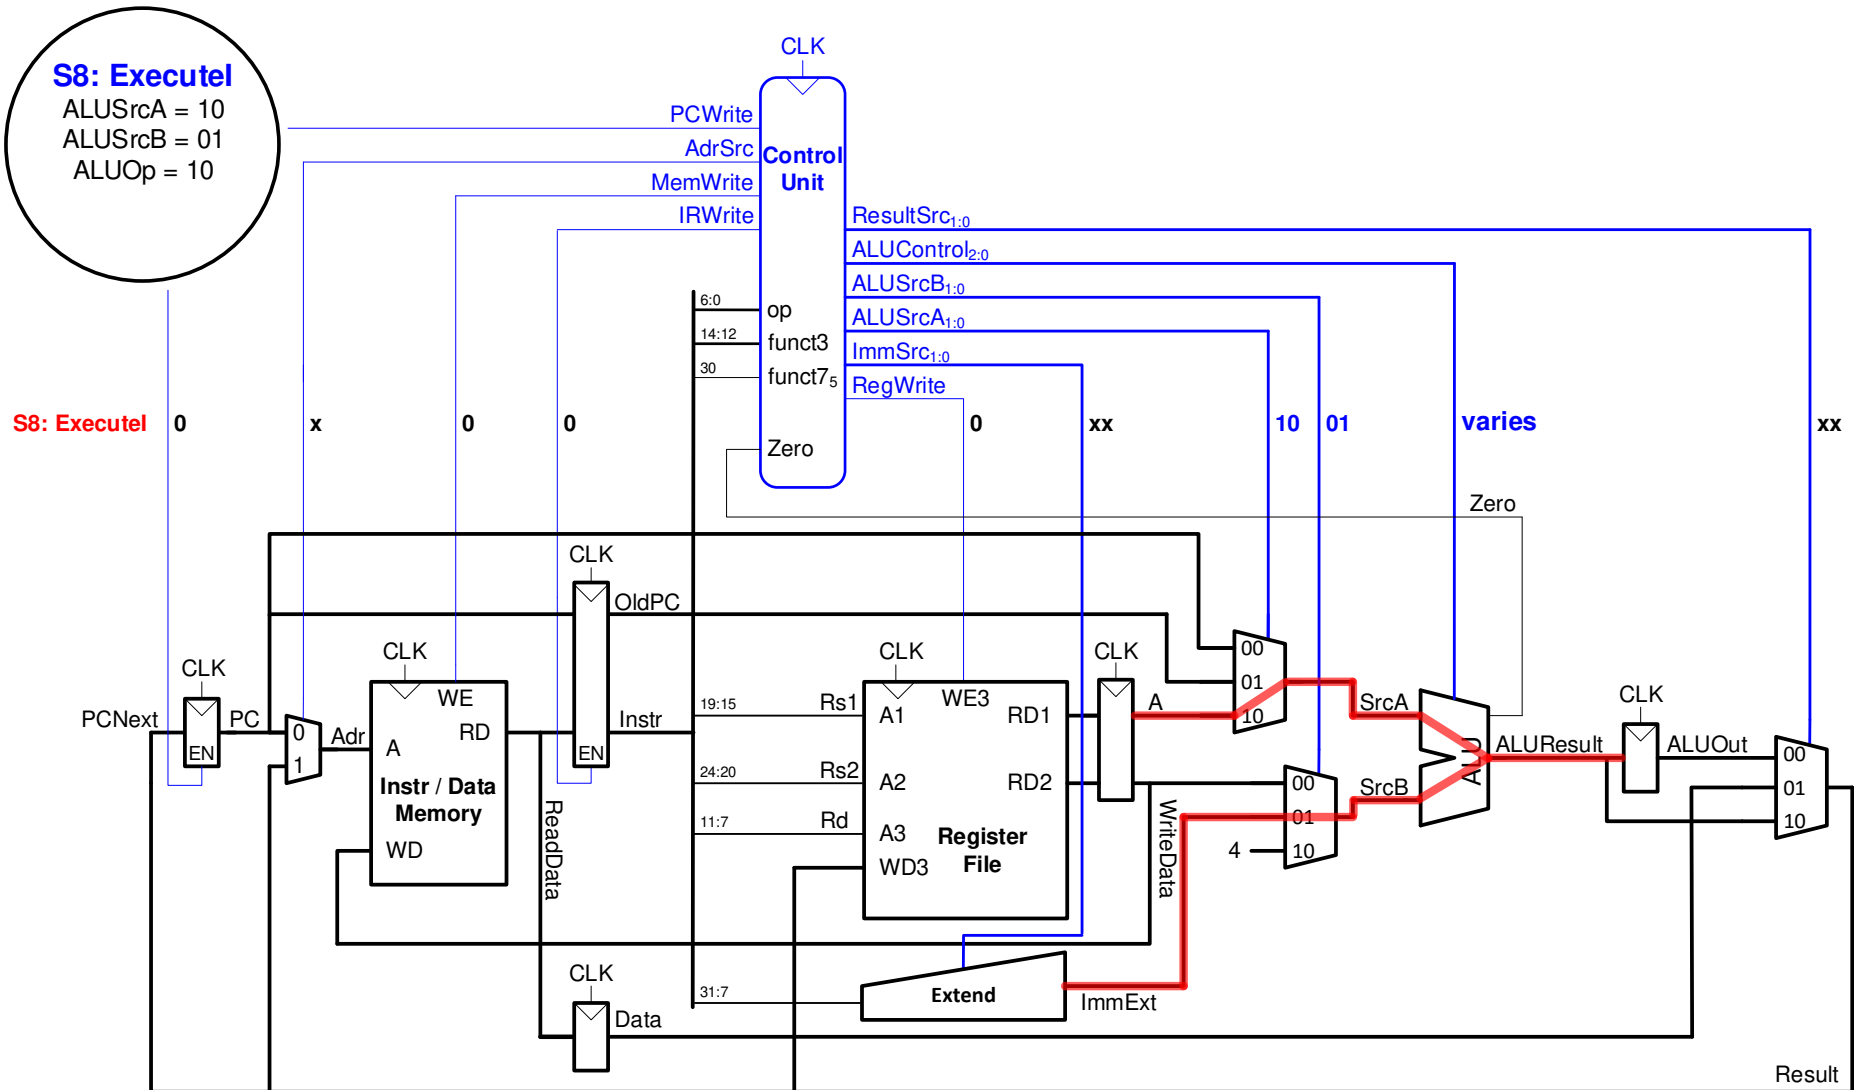 S8: ExecuteI
ALUSrcA = 10
ALUSrcB = 01
ALUOp = 10
CLK
PCWrite
AdrSrc
MemWrite
IRWrite
Control
Unit
ResultSrc1:0
ALUControl2:0
ALUSrcB1:0
ALUSrcA1:0
ImmSrc1:0
RegWrite
6:0
op
14:12
funct3
30
funct75
Zero
S8: ExecuteI
0
x
0
0
0
xx
10
01
varies
xx
Zero
CLK
OldPC
CLK
PCNext
EN
PC
0
1
Adr
CLK
WE
A
RD
Instr / Data
Memory
WD
EN
Instr
ReadData
19:15
Rs1
24:20
Rs2
11:7
Rd
31:7
CLK
WE3
A1
RD1
A2
RD2
A3
WD3
Register
File
CLK
A
WriteData
00
01
10
SrcA
00
01
10
4
SrcB
ALU
ALUResult
CLK
ALUOut
00
01
10
Extend
ImmExt
CLK
Data
Result